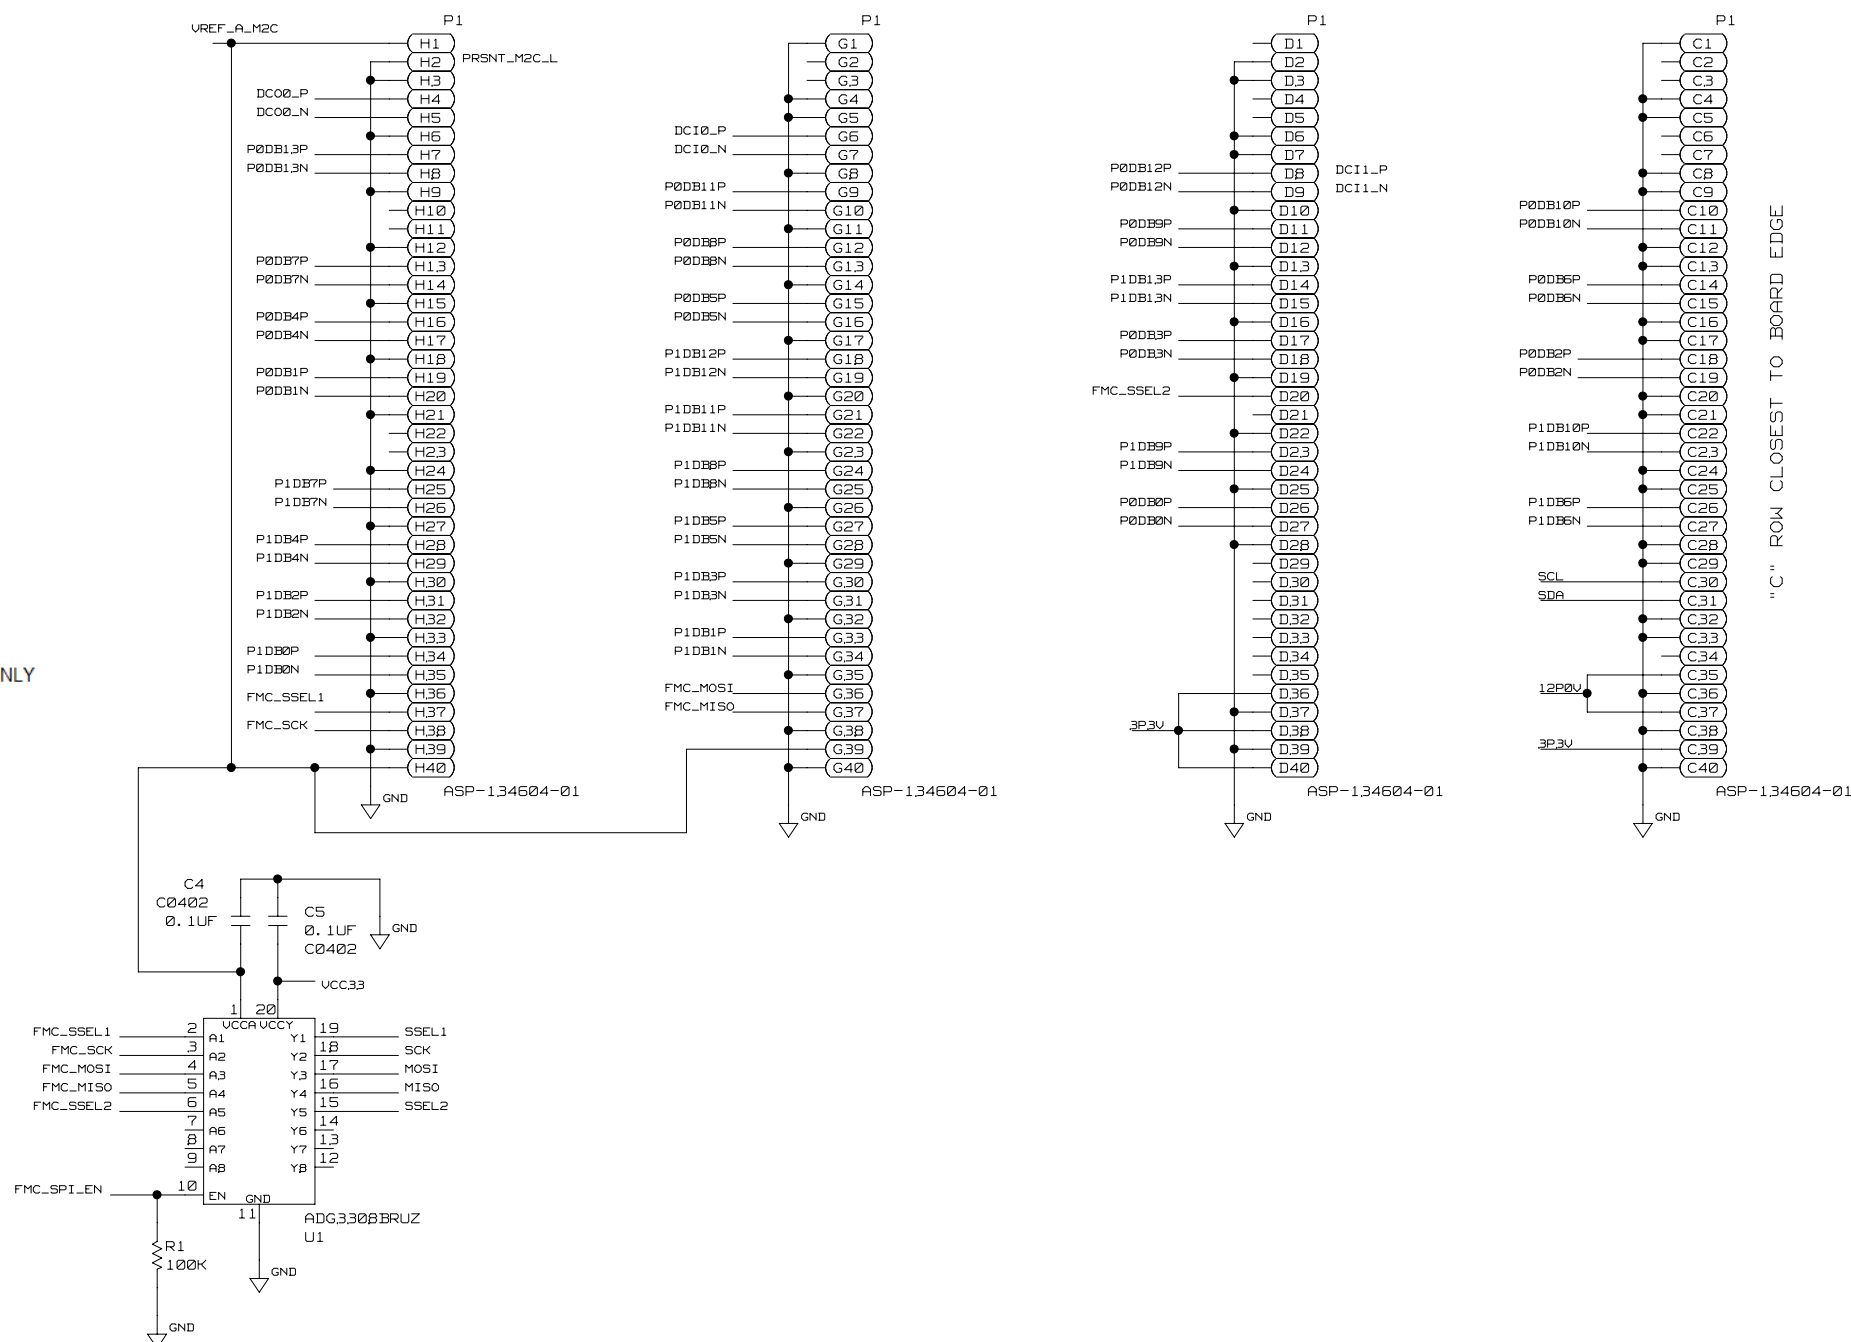 VREF_A_M2C
P1
H1
H2 PRSNT_M2C_L
H3
DCO0_P H4
DCO0_N H5
H6
P0DB13P H7
P0DB13N H8
H9
H10
H11
H12
P0DB7P H13
P0DB7N H14
H15
P0DB4P H16
P0DB4N H17
H18
P0DB1P H19
P0DB1N H20
H21
H22
H23
H24
P1DB7P H25
P1DB7N H26
H27
P1DB4P H28
P1DB4N H29
H30
P1DB2P H31
P1DB2N H32
H33
P1DB0P H34
P1DB0N H35
H36
FMC_SSEL1 H37
FMC_SCK H38
H39
H40
ASP-134604-01
GND
NLY
P1
G1
G2
G3
G4
G5
DCI0_P G6
DCI0_N G7
G8
P0DB11P G9
P0DB11N G10
G11
P0DB8P G12
P0DB8N G13
G14
P0DB5P G15
P0DB5N G16
G17
P1DB12P G18
P1DB12N G19
G20
P1DB11P G21
P1DB11N G22
G23
P1DB8P G24
P1DB8N G25
G26
P1DB5P G27
P1DB5N G28
G29
P1DB3P G30
P1DB3N G31
G32
P1DB1P G33
P1DB1N G34
G35
FMC_MOSI G36
FMC_MISO G37
G38
G39
G40
ASP-134604-01
GND
P1
D1
D2
D3
D4
D5
D6
D7
P0DB12P D8 DCI1_P
P0DB12N D9 DCI1_N
D10
P0DB9P D11
P0DB9N D12
D13
P1DB13P D14
P1DB13N D15
D16
P0DB3P D17
P0DB3N D18
D19
FMC_SSEL2 D20
D21
D22
P1DB9P D23
P1DB9N D24
D25
P0DB0P D26
P0DB0N D27
D28
D29
D30
D31
D32
D33
D34
D35
D36
D37
3P3V D38
D39
D40
ASP-134604-01
GND
P1
C1
C2
C3
C4
C5
C6
C7
C8
C9
P0DB10P C10
P0DB10N C11
C12
C13
P0DB6P C14
P0DB6N C15
C16
C17
P0DB2P C18
P0DB2N C19
C20
C21
P1DB10P C22
P1DB10N C23
C24
C25
P1DB6P C26
P1DB6N C27
C28
C29
SCL C30
SDA C31
C32
C33
C34
C35
12P0V C36
C37
C38
3P3V C39
C40
ASP-134604-01
GND
"C" ROW CLOSEST TO BOARD EDGE
C4
C0402
0.1UF
C5
0.1UF
C0402
GND
VCC33
1 20
VCCA VCCY
FMC_SSEL1 2 A1 Y1 19 SSEL1
FMC_SCK 3 A2 Y2 18 SCK
FMC_MOSI 4 A3 Y3 17 MOSI
FMC_MISO 5 A4 Y4 16 MISO
FMC_SSEL2 6 A5 Y5 15 SSEL2
7 A6 Y6 14
8 A7 Y7 13
9 A8 Y8 12
FMC_SPI_EN 10 EN GND
11
ADG3308BRUZ
U1
R1
100K
GND
GND